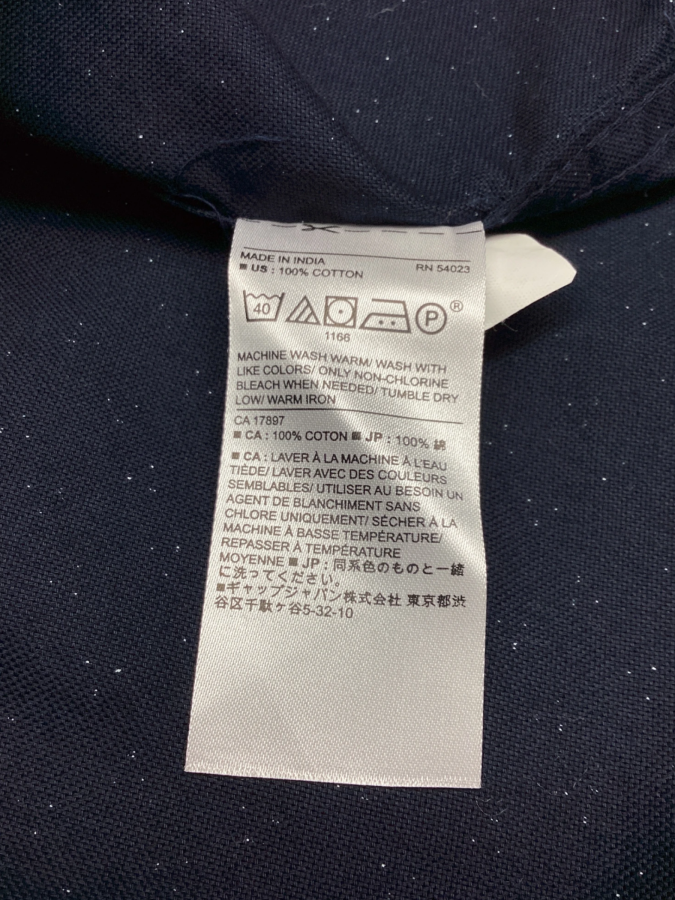 MADE IN INDIA RN 54023
■ US : 100% COTTON
40 P ®
1166
MACHINE WASH WARM/ WASH WITH
LIKE COLORS/ ONLY NON-CHLORINE
BLEACH WHEN NEEDED/ TUMBLE DRY
LOW/ WARM IRON
CA 17897
■ CA : 100% COTON ■ JP : 100% 綿
■ CA : LAVER À LA MACHINE À L'EAU
TIÈDE/ LAVER AVEC DES COULEURS
SEMBLABLES/ UTILISER AU BESOIN UN
AGENT DE BLANCHIMENT SANS
CHLORE UNIQUEMENT/ SÉCHER À LA
MACHINE À BASSE TEMPÉRATURE/
REPASSER À TEMPÉRATURE
MOYENNE ■ JP : 同系色のものと一緒
に洗ってください。
■ギャップジャパン株式会社 東京都渋
谷区千駄ヶ谷5-32-10